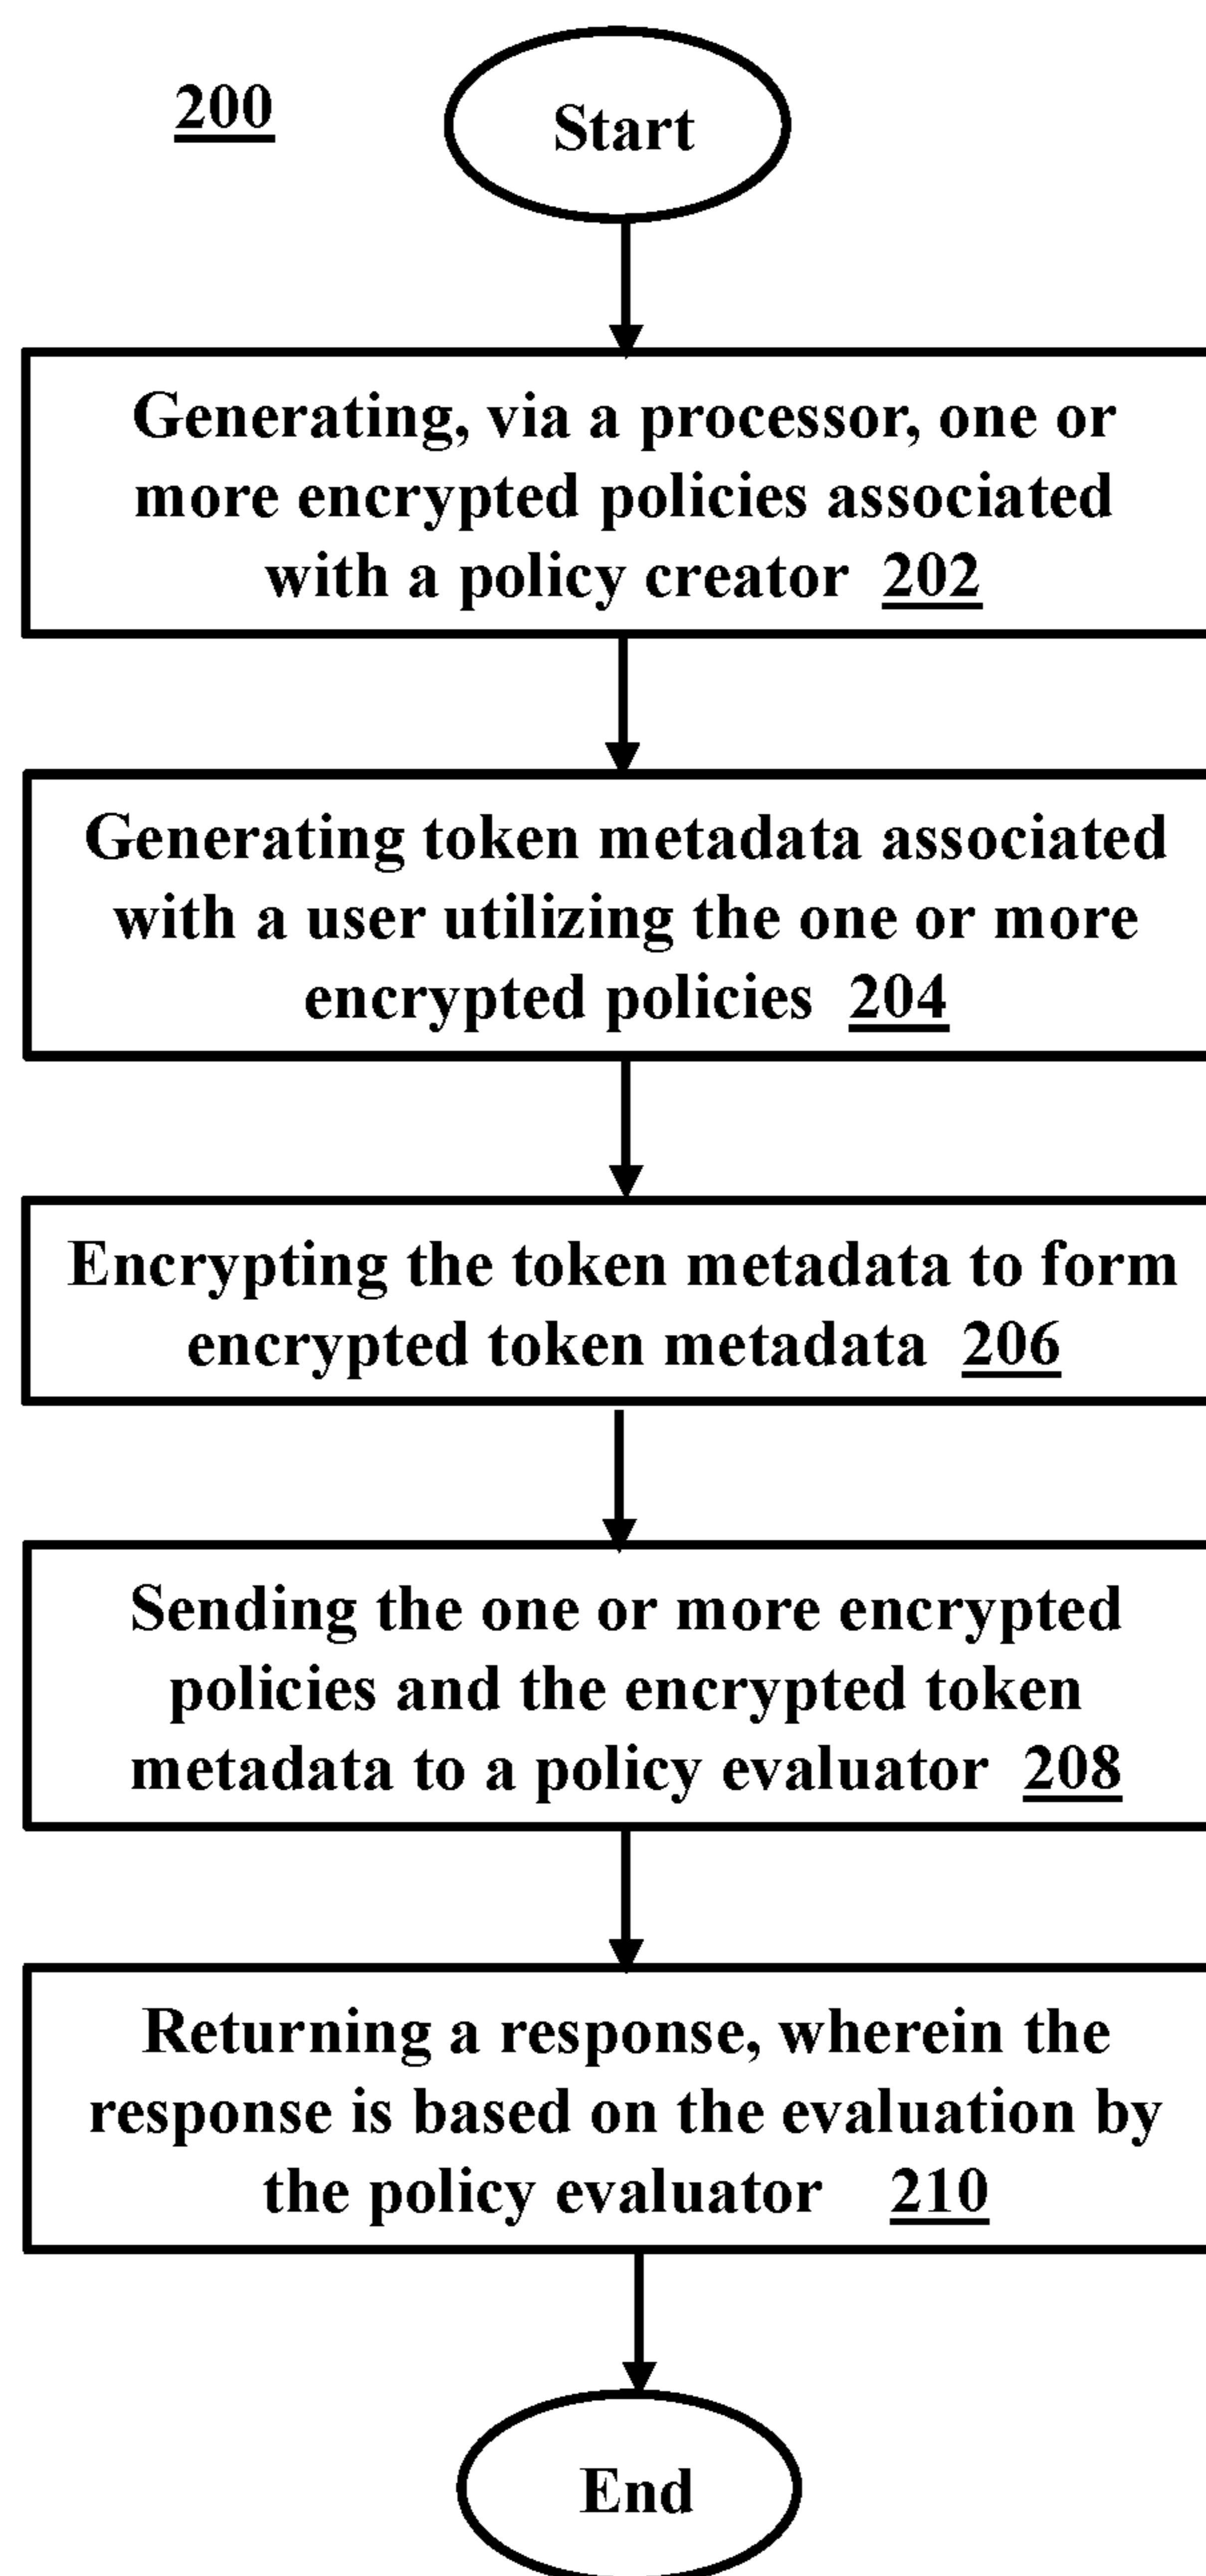 200
Start
Generating, via a processor, one or
more encrypted policies associated
with a policy creator 202
Generating token metadata associated
with a user utilizing the one or more
encrypted policies 204
Encrypting the token metadata to form
encrypted token metadata 206
Sending the one or more encrypted
policies and the encrypted token
metadata to a policy evaluator 208
Returning a response, wherein the
response is based on the evaluation by
the policy evaluator 210
End